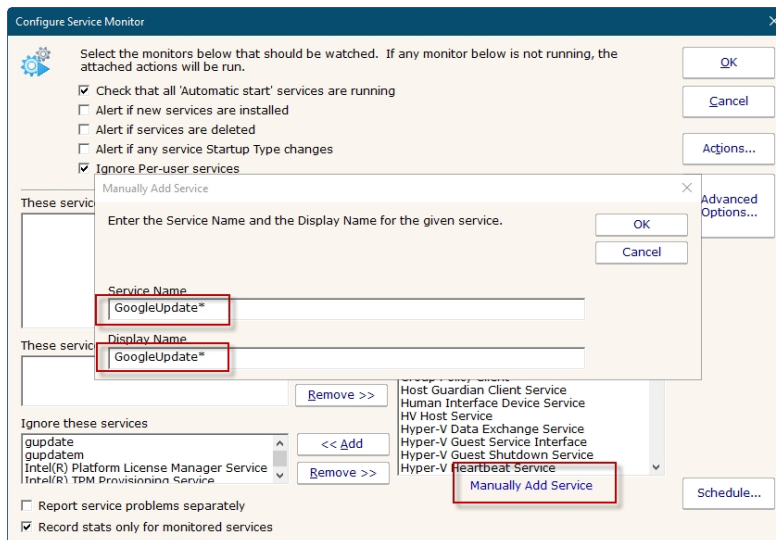 Configure Service Monitor
Select the monitors below that should be watched.  If any monitor below is not running, the
attached actions will be run.
OK
Check that all 'Automatic start' services are running
Cancel
Alert if new services are installed
Alert if services are deleted
Alert if any service Startup Type changes
Actions...
Ignore Per-user services
Manually Add Service
These servic
Advanced
Options...
Enter the Service Name and the Display Name for the given service.
OK
Cancel
Service Name
GoogleUpdate*
Display Name
GoogleUpdate*
These servic
Group Policy Client
Remove >>
Host Guardian Client Service
Human Interface Device Service
HV Host Service
Hyper-V Data Exchange Service
Hyper-V Guest Service Interface
Hyper-V Guest Shutdown Service
Hyper-V Heartbeat Service
Ignore these services
gupdate
gupdatem
Intel(R) Platform License Manager Service
Intel(R) TPM Provisioning Service
<< Add
Remove >>
Manually Add Service
Schedule...
Report service problems separately
Record stats only for monitored services